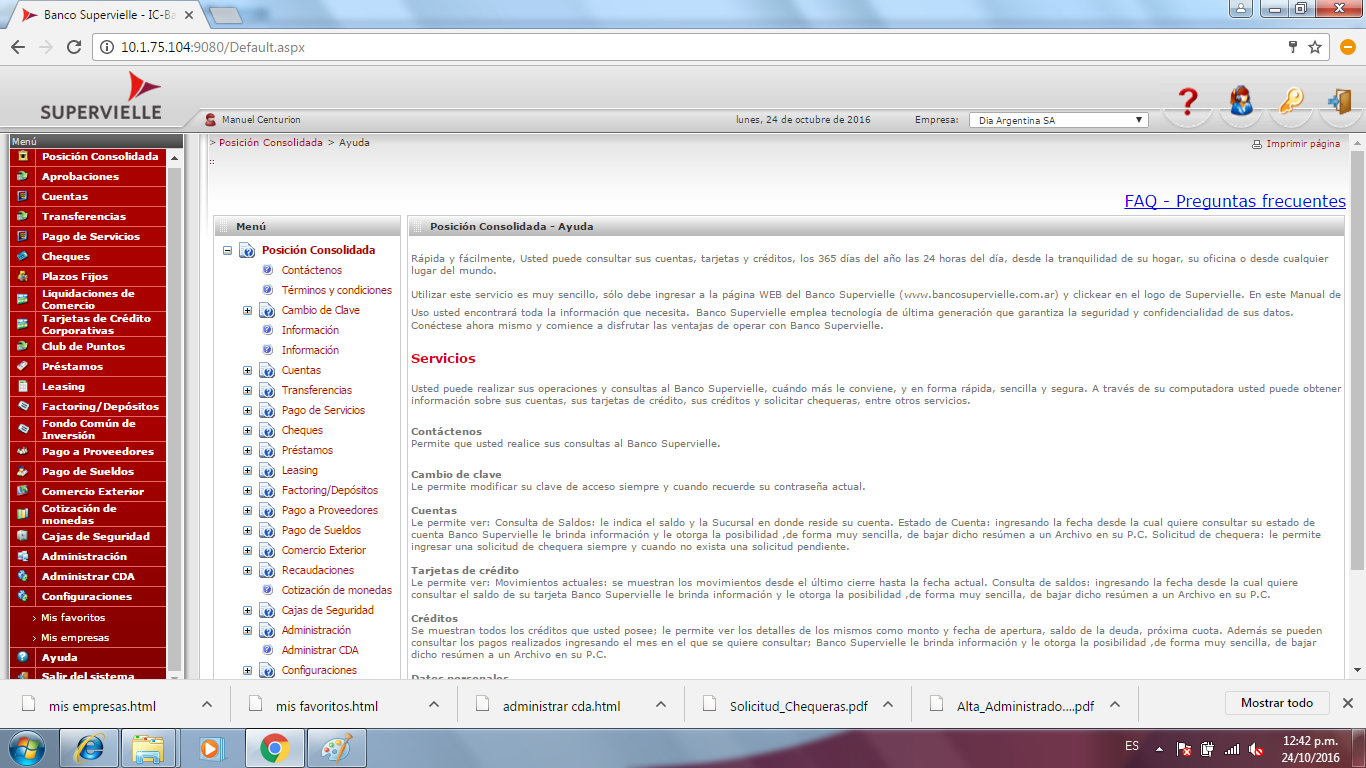 Banco Supervielle - IC-Ba
10.1.75.104:9080/Default.aspx
SUPERVIELLE
Manuel Centurion
lunes, 24 de octubre de 2016
Empresa:
Dia Argentina SA
Menú
Posición Consolidada
Aprobaciones
Cuentas
Transferencias
Pago de Servicios
Cheques
Plazos Fijos
Liquidaciones de
Comercio
Tarjetas de Crédito
Corporativas
Club de Puntos
Préstamos
Leasing
Factoring/Depósitos
Fondo Común de
Inversión
Pago a Proveedores
Pago de Sueldos
Comercio Exterior
Cotización de
monedas
Cajas de Seguridad
Administración
Administrar CDA
Configuraciones
› Mis favoritos
› Mis empresas
Ayuda
Salir del sistema
> Posición Consolidada > Ayuda
Imprimir página
::
FAQ - Preguntas frecuentes
Menú
Posición Consolidada
Contáctenos
Términos y condiciones
Cambio de Clave
Información
Información
Cuentas
Transferencias
Pago de Servicios
Cheques
Préstamos
Leasing
Factoring/Depósitos
Pago a Proveedores
Pago de Sueldos
Comercio Exterior
Recaudaciones
Cotización de monedas
Cajas de Seguridad
Administración
Administrar CDA
Configuraciones
Posición Consolidada - Ayuda
Rápida y fácilmente, Usted puede consultar sus cuentas, tarjetas y créditos, los 365 días del año las 24 horas del día, desde la tranquilidad de su hogar, su oficina o desde cualquier
lugar del mundo.
Utilizar este servicio es muy sencillo, sólo debe ingresar a la página WEB del Banco Supervielle (www.bancosupervielle.com.ar) y clickear en el logo de Supervielle. En este Manual de
Uso usted encontrará toda la información que necesita. Banco Supervielle emplea tecnología de última generación que garantiza la seguridad y confidencialidad de sus datos.
Conéctese ahora mismo y comience a disfrutar las ventajas de operar con Banco Supervielle.
Servicios
Usted puede realizar sus operaciones y consultas al Banco Supervielle, cuándo más le conviene, y en forma rápida, sencilla y segura. A través de su computadora usted puede obtener
información sobre sus cuentas, sus tarjetas de crédito, sus créditos y solicitar chequeras, entre otros servicios.
Contáctenos
Permite que usted realice sus consultas al Banco Supervielle.
Cambio de clave
Le permite modificar su clave de acceso siempre y cuando recuerde su contraseña actual.
Cuentas
Le permite ver: Consulta de Saldos: le indica el saldo y la Sucursal en donde reside su cuenta. Estado de Cuenta: ingresando la fecha desde la cual quiere consultar su estado de
cuenta Banco Supervielle le brinda información y le otorga la posibilidad ,de forma muy sencilla, de bajar dicho resúmen a un Archivo en su P.C. Solicitud de chequera: le permite
ingresar una solicitud de chequera siempre y cuando no exista una solicitud pendiente.
Tarjetas de crédito
Le permite ver: Movimientos actuales: se muestran los movimientos desde el último cierre hasta la fecha actual. Consulta de saldos: ingresando la fecha desde la cual quiere
consultar el saldo de su tarjeta Banco Supervielle le brinda información y le otorga la posibilidad ,de forma muy sencilla, de bajar dicho resúmen a un Archivo en su P.C.
Créditos
Se muestran todos los créditos que usted posee; le permite ver los detalles de los mismos como monto y fecha de apertura, saldo de la deuda, próxima cuota. Además se pueden
consultar los pagos realizados ingresando el mes en el que se quiere consultar; Banco Supervielle le brinda información y le otorga la posibilidad ,de forma muy sencilla, de bajar
dicho resúmen a un Archivo en su P.C.
Datos personales
mis empresas.html
mis favoritos.html
administrar cda.html
Solicitud_Chequeras.pdf
Alta_Administrado....pdf
Mostrar todo
ES
12:42 p.m.
24/10/2016